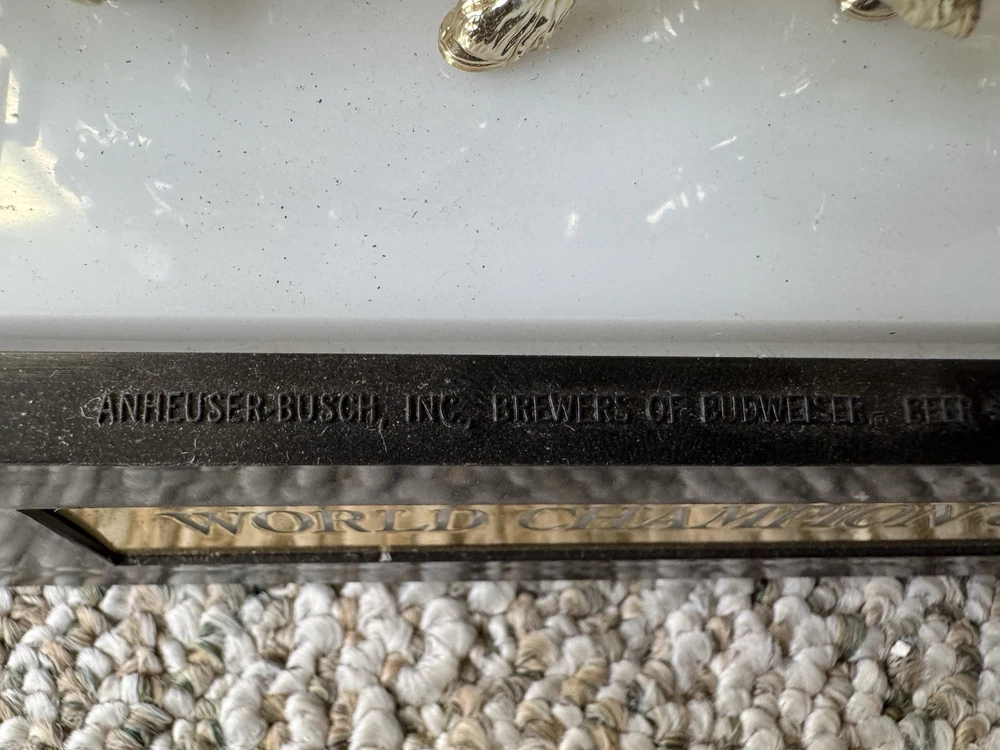 ANHEUSER-BUSCH, INC., BREWERS OF BUDWEISER® BEER
WORLD CHAMPION